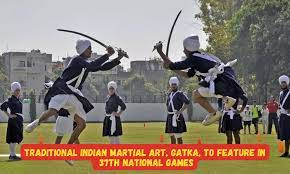 TRADITIONAL INDIAN MARTIAL ART, GATKA, TO FEATURE IN
37TH NATIONAL GAMES